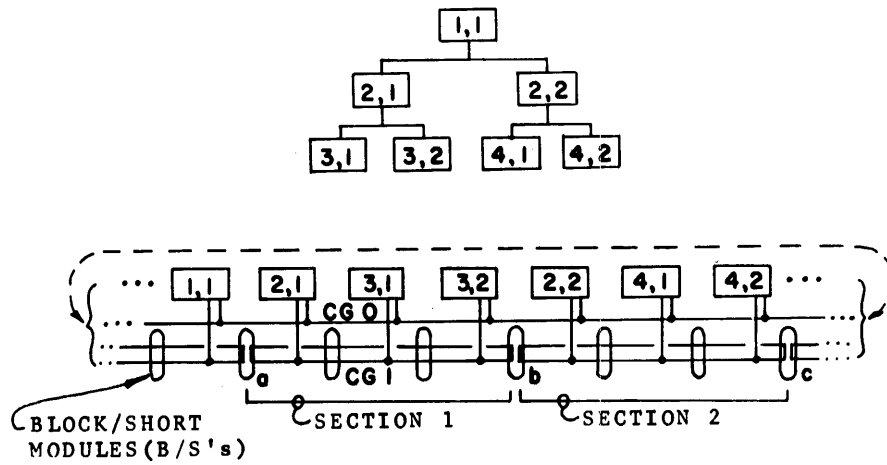 1,1
2,1 2,2
3,1 3,2 4,1 4,2
... 1,1 2,1 3,1 3,2 2,2 4,1 4,2 ...
CG 0
... ...
a CG 1 b c
BLOCK/SHORT
MODULES(B/S's)
SECTION 1 SECTION 2